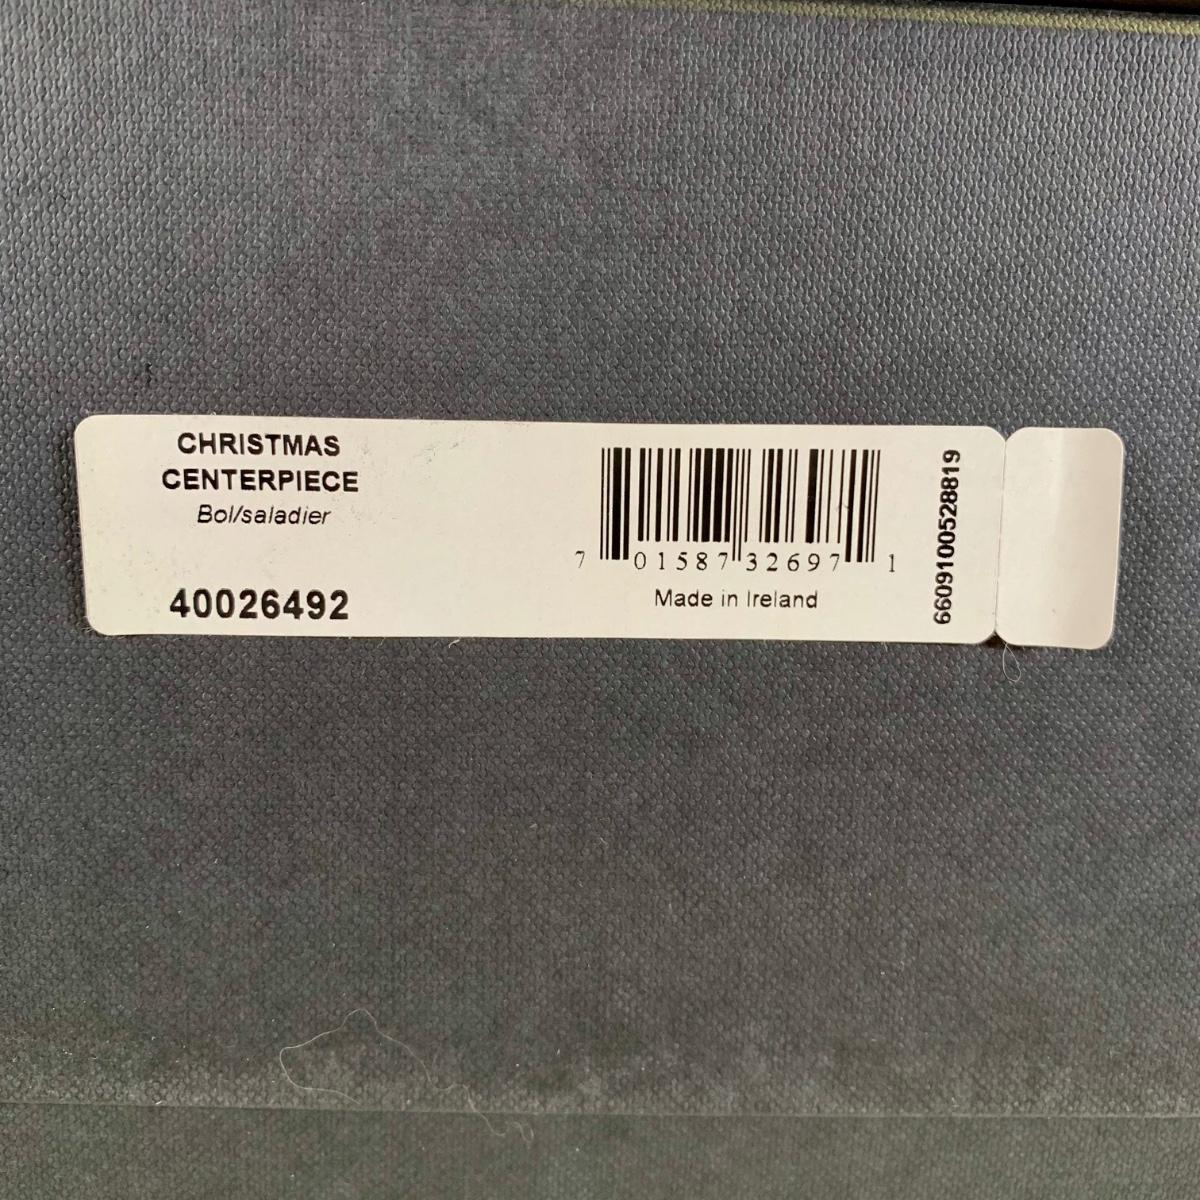 CHRISTMAS
CENTERPIECE
Bol/saladier
40026492
7 01587 32697 1
Made in Ireland
660910052881​9